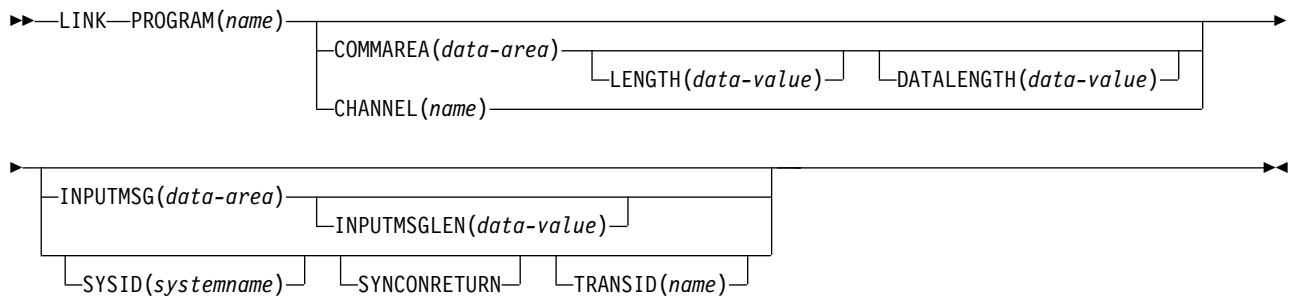 LINK PROGRAM(name)
COMMAREA(data-area)
LENGTH(data-value) DATALENGTH(data-value)
CHANNEL(name)
INPUTMSG(data-area)
INPUTMSGLEN(data-value)
SYSID(systemname) SYNCONRETURN TRANSID(name)